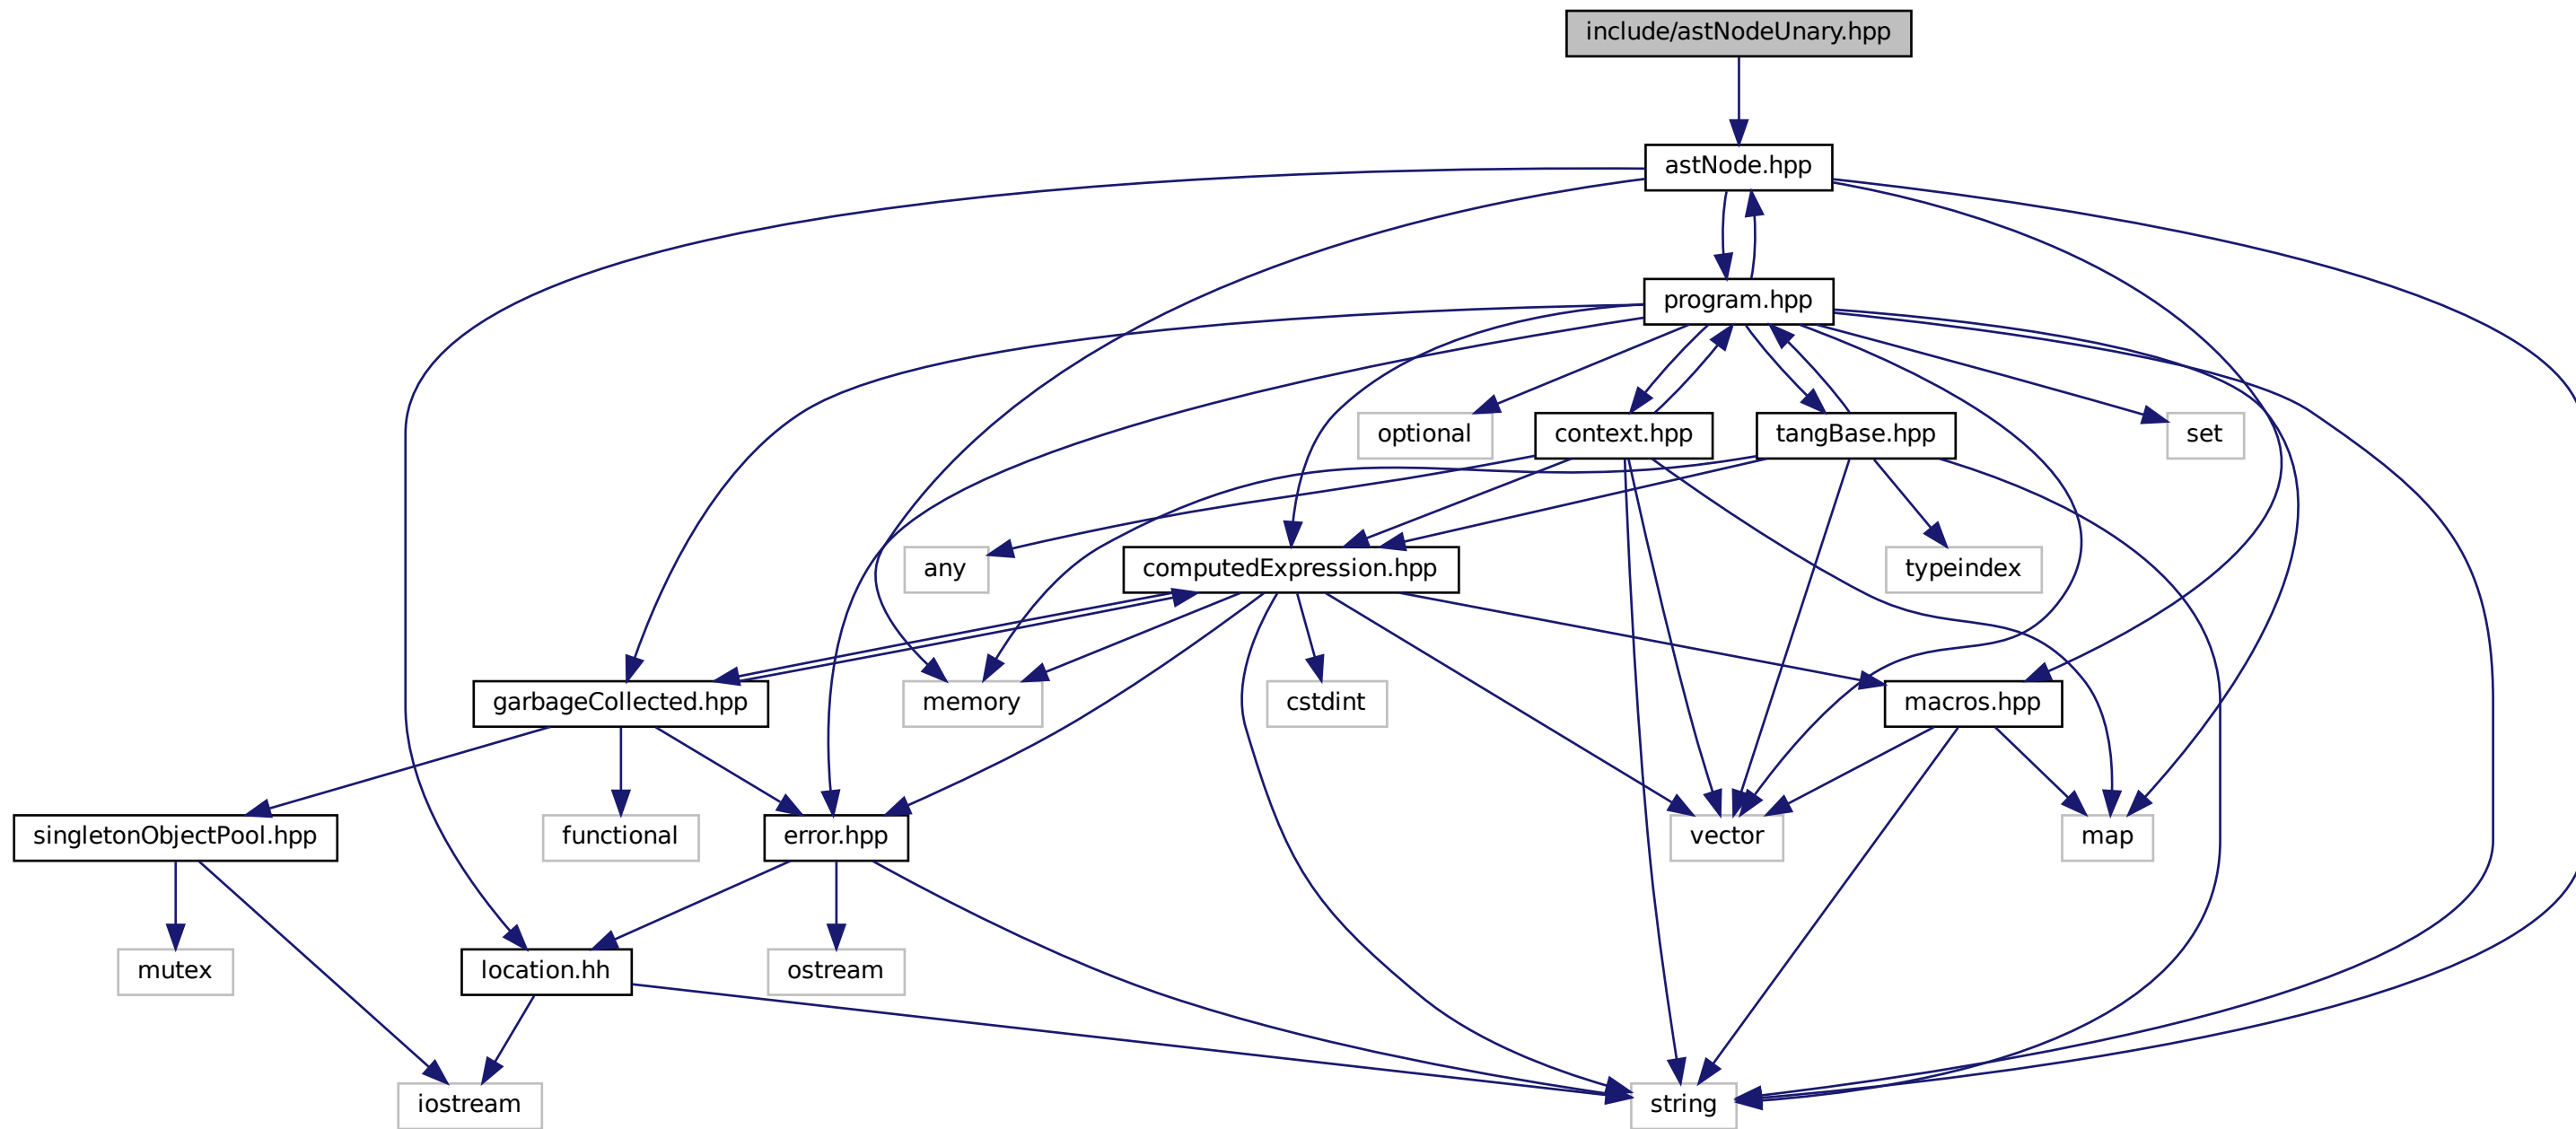 include/astNodeUnary.hpp
astNode.hpp
program.hpp
optional
context.hpp
tangBase.hpp
set
any
computedExpression.hpp
typeindex
garbageCollected.hpp
memory
cstdint
macros.hpp
singletonObjectPool.hpp
functional
error.hpp
vector
map
mutex
location.hh
ostream
iostream
string